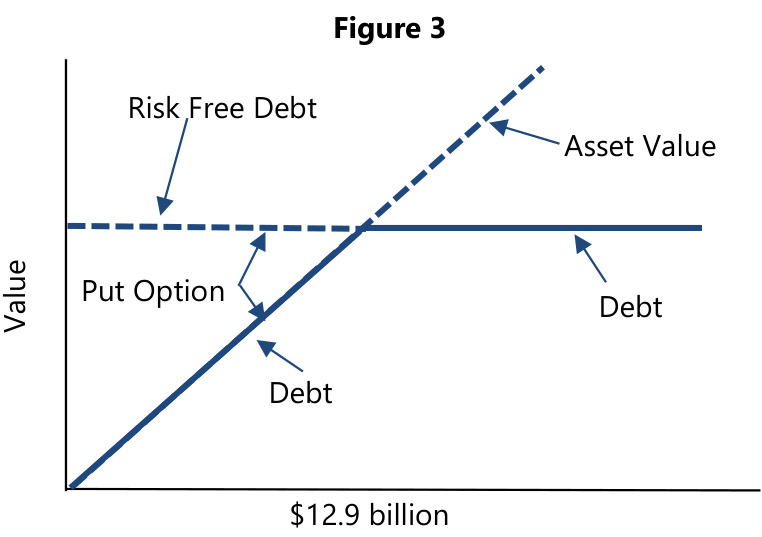 Figure 3
Risk Free Debt
Asset Value
Value
Put Option
Debt
Debt
$12.9 billion